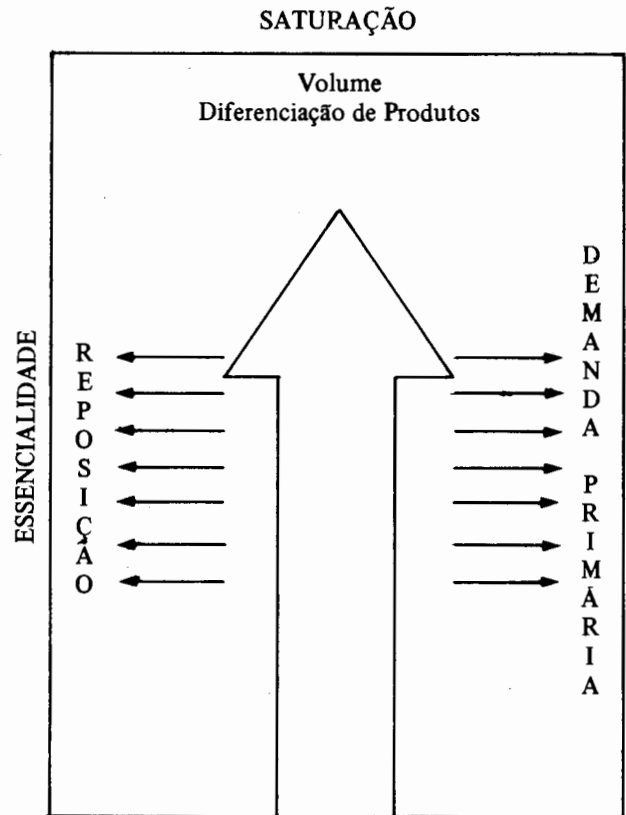 SATURAÇÃO
Volume
Diferenciação de Produtos
ESSENCIALIDADE
REPOSIÇÃO
DEMANDA PRIMÁRIA